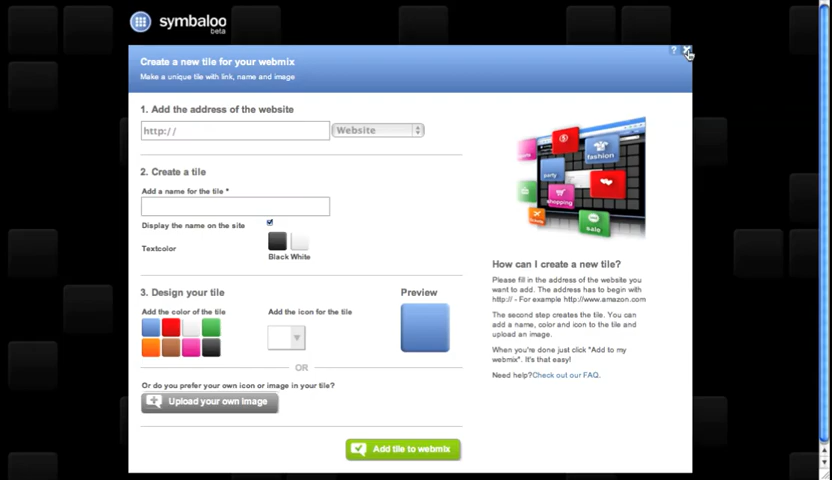 symbaloo
beta
Create a new tile for your webmix
Make a unique tile with link, name and image
?
1. Add the address of the website
http://
Website
2. Create a tile
Add a name for the tile *
Display the name on the site
Textcolor
Black White
3. Design your tile
Preview
Add the color of the tile
Add the icon for the tile
OR
Or do you prefer your own icon or image in your tile?
Upload your own image
Add tile to webmix
fashion
party
shopping
sale
How can I create a new tile?
Please fill in the address of the website you
want to add. The address has to begin with
http:// - For example http://www.amazon.com
The second step creates the tile. You can
add a name, color and icon to the tile and
upload an image.
When you're done just click "Add to my
webmix". It's that easy!
Need help?Check out our FAQ.